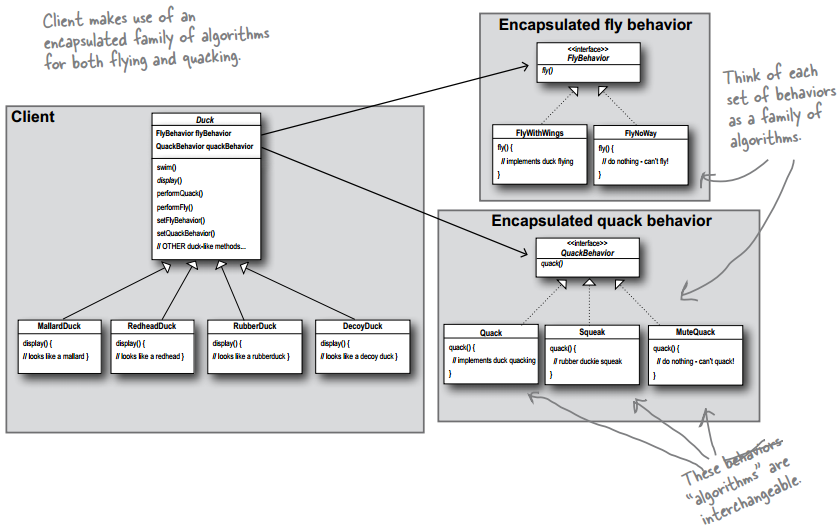 Client makes use of an
encapsulated family of algorithms
for both flying and quacking.
Client
Duck
FlyBehavior flyBehavior
QuackBehavior quackBehavior
swim()
display()
performQuack()
performFly()
setFlyBehavior()
setQuackBehavior()
// OTHER duck-like methods...
MallardDuck
display() {
// looks like a mallard }
RedheadDuck
display() {
// looks like a redhead }
RubberDuck
display() {
// looks like a rubberduck }
DecoyDuck
display() {
// looks like a decoy duck }
Encapsulated fly behavior
<<interface>>
FlyBehavior
fly()
FlyWithWings
fly() {
// implements duck flying
}
FlyNoWay
fly() {
// do nothing - can't fly!
}
Think of each
set of behaviors
as a family of
algorithms.
Encapsulated quack behavior
<<interface>>
QuackBehavior
quack()
Quack
quack() {
// implements duck quacking
}
Squeak
quack() {
// rubber duckie squeak
}
MuteQuack
quack() {
// do nothing - can't quack!
}
These behaviors
"algorithms" are
interchangeable.